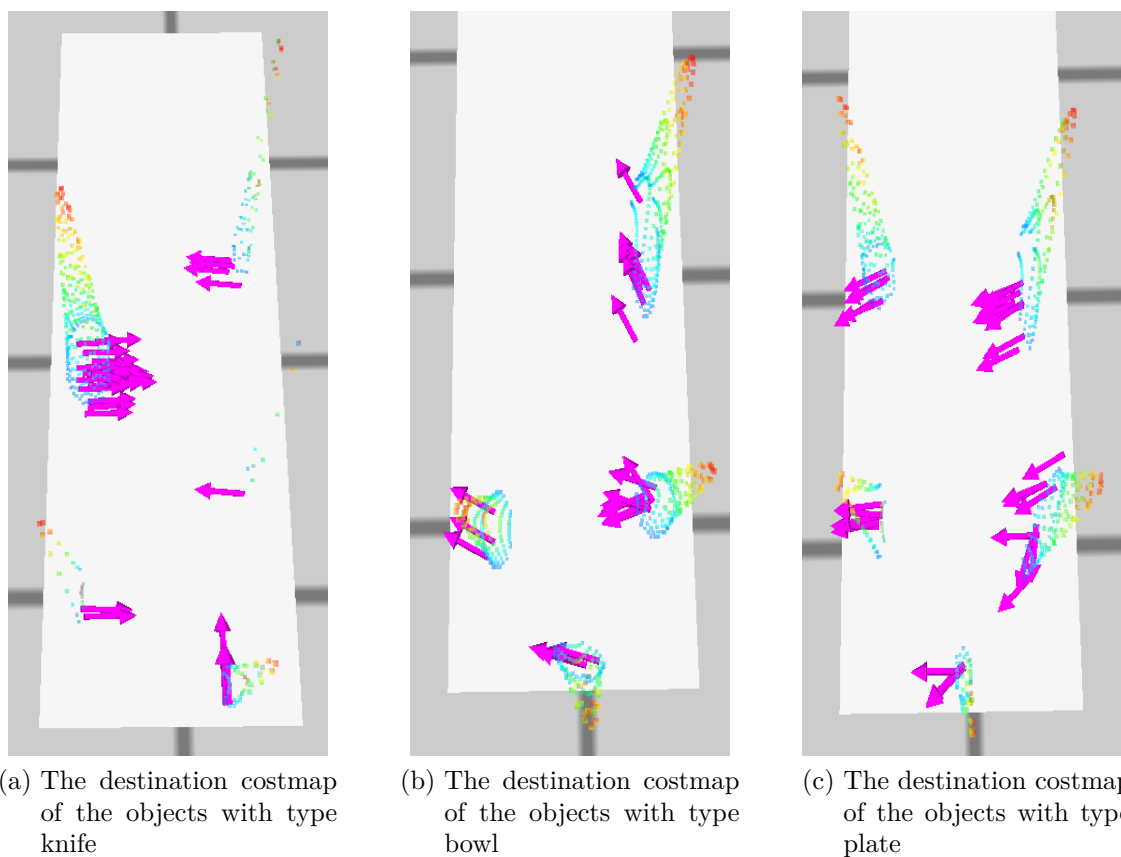 (a) The destination costmap
of the objects with type
knife
(b) The destination costmap
of the objects with type
bowl
(c) The destination costmap
of the objects with type
plate